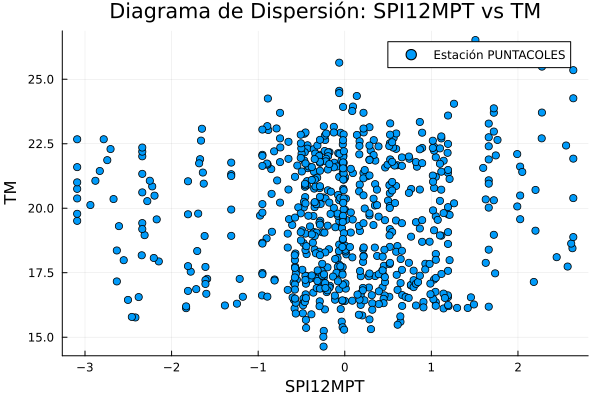 Diagrama de Dispersión: SPI12MPT vs TM
Estación PUNTACOLES
25.0
22.5
20.0
17.5
15.0
TM
−3
−2
−1
0
1
2
SPI12MPT